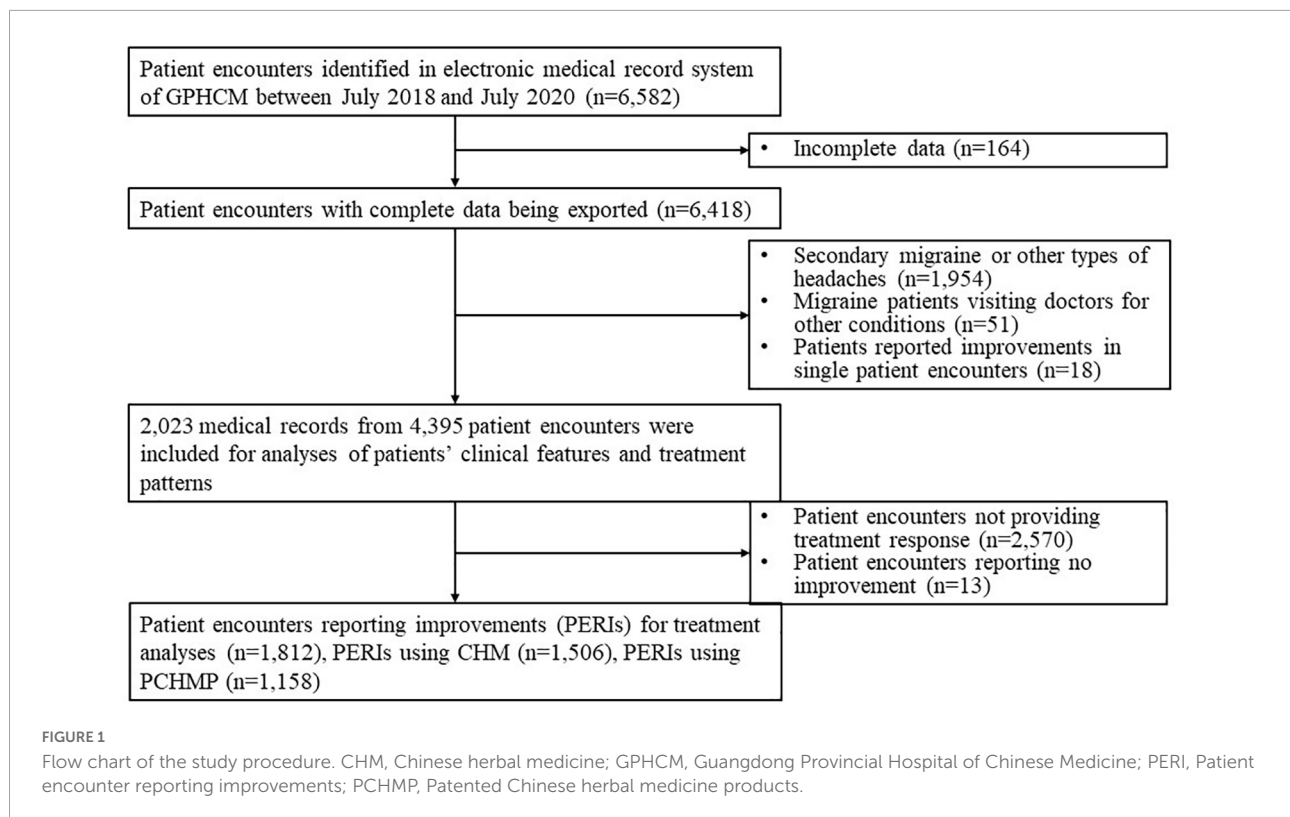 Patient encounters identified in electronic medical record system
of GPHCM between July 2018 and July 2020 (n=6,582)
• Incomplete data (n=164)
Patient encounters with complete data being exported (n=6,418)
• Secondary migraine or other types of
headaches (n=1,954)
• Migraine patients visiting doctors for
other conditions (n=51)
• Patients reported improvements in
single patient encounters (n=18)
2,023 medical records from 4,395 patient encounters were
included for analyses of patients’ clinical features and treatment
patterns
• Patient encounters not providing
treatment response (n=2,570)
• Patient encounters reporting no
improvement (n=13)
Patient encounters reporting improvements (PERIs) for treatment
analyses (n=1,812), PERIs using CHM (n=1,506), PERIs using
PCHMP (n=1,158)
FIGURE 1
Flow chart of the study procedure. CHM, Chinese herbal medicine; GPHCM, Guangdong Provincial Hospital of Chinese Medicine; PERI, Patient
encounter reporting improvements; PCHMP, Patented Chinese herbal medicine products.